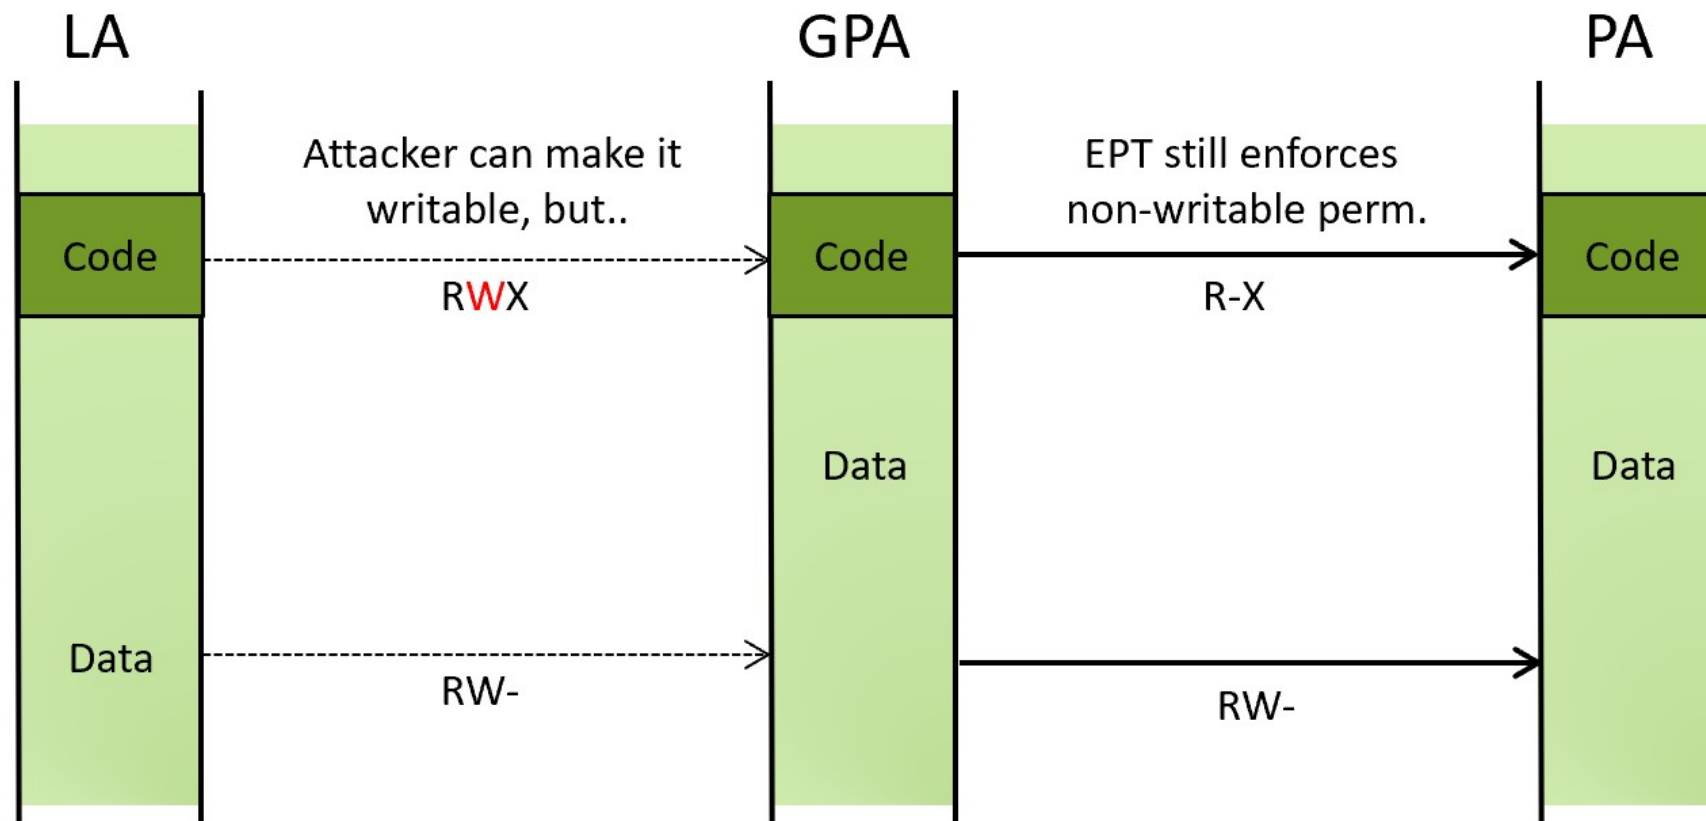 LA
GPA
PA
Attacker can make it
writable, but..
EPT still enforces
non-writable perm.
Code
RWX
Code
R-X
Code
Data
Data
Data
RW-
RW-